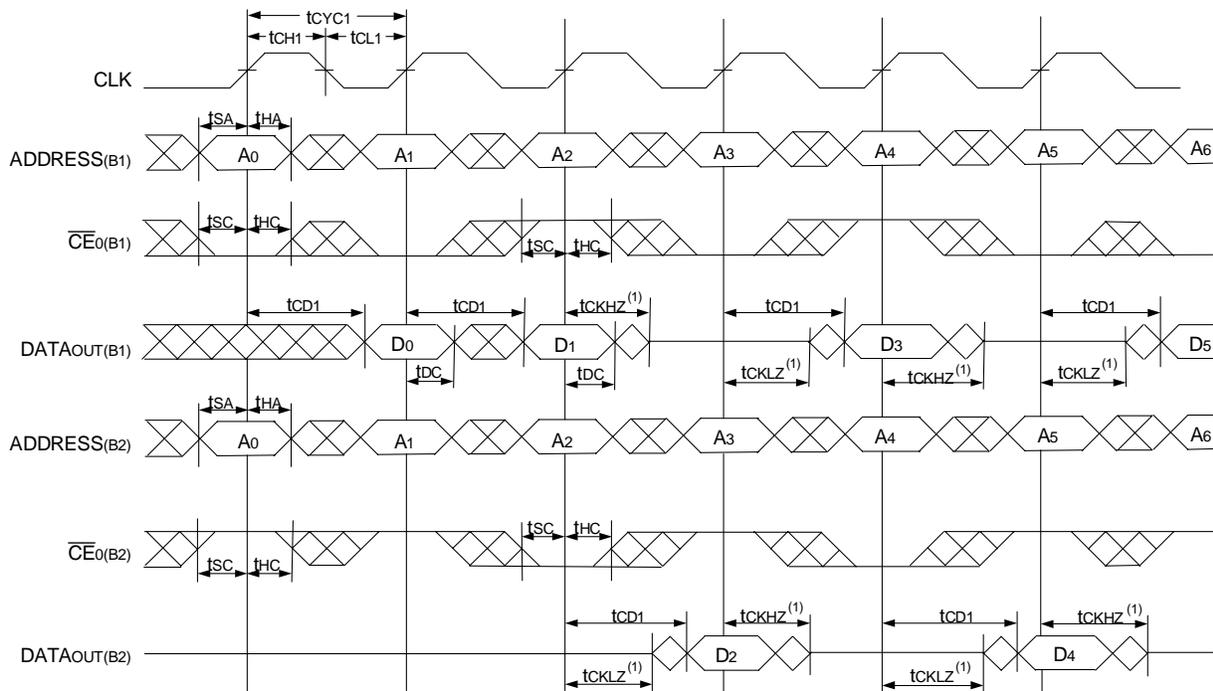 tCYC1
tCH1 tCL1
CLK
tSA tHA
ADDRESS(B1) A0 A1 A2 A3 A4 A5 A6
tSC tHC
CE0(B1)
tSC tHC
tCD1 tCD1 tCKHZ(1) tCD1 tCD1
DATAOUT(B1) D0 D1 D3 D5
tDC tDC tCKLZ(1) tCKHZ(1) tCKLZ(1)
tSA tHA
ADDRESS(B2) A0 A1 A2 A3 A4 A5 A6
tSC tHC
CE0(B2)
tSC tHC
tCD1 tCKHZ(1) tCD1 tCKHZ(1)
DATAOUT(B2) D2 D4
tCKLZ(1) tCKLZ(1)